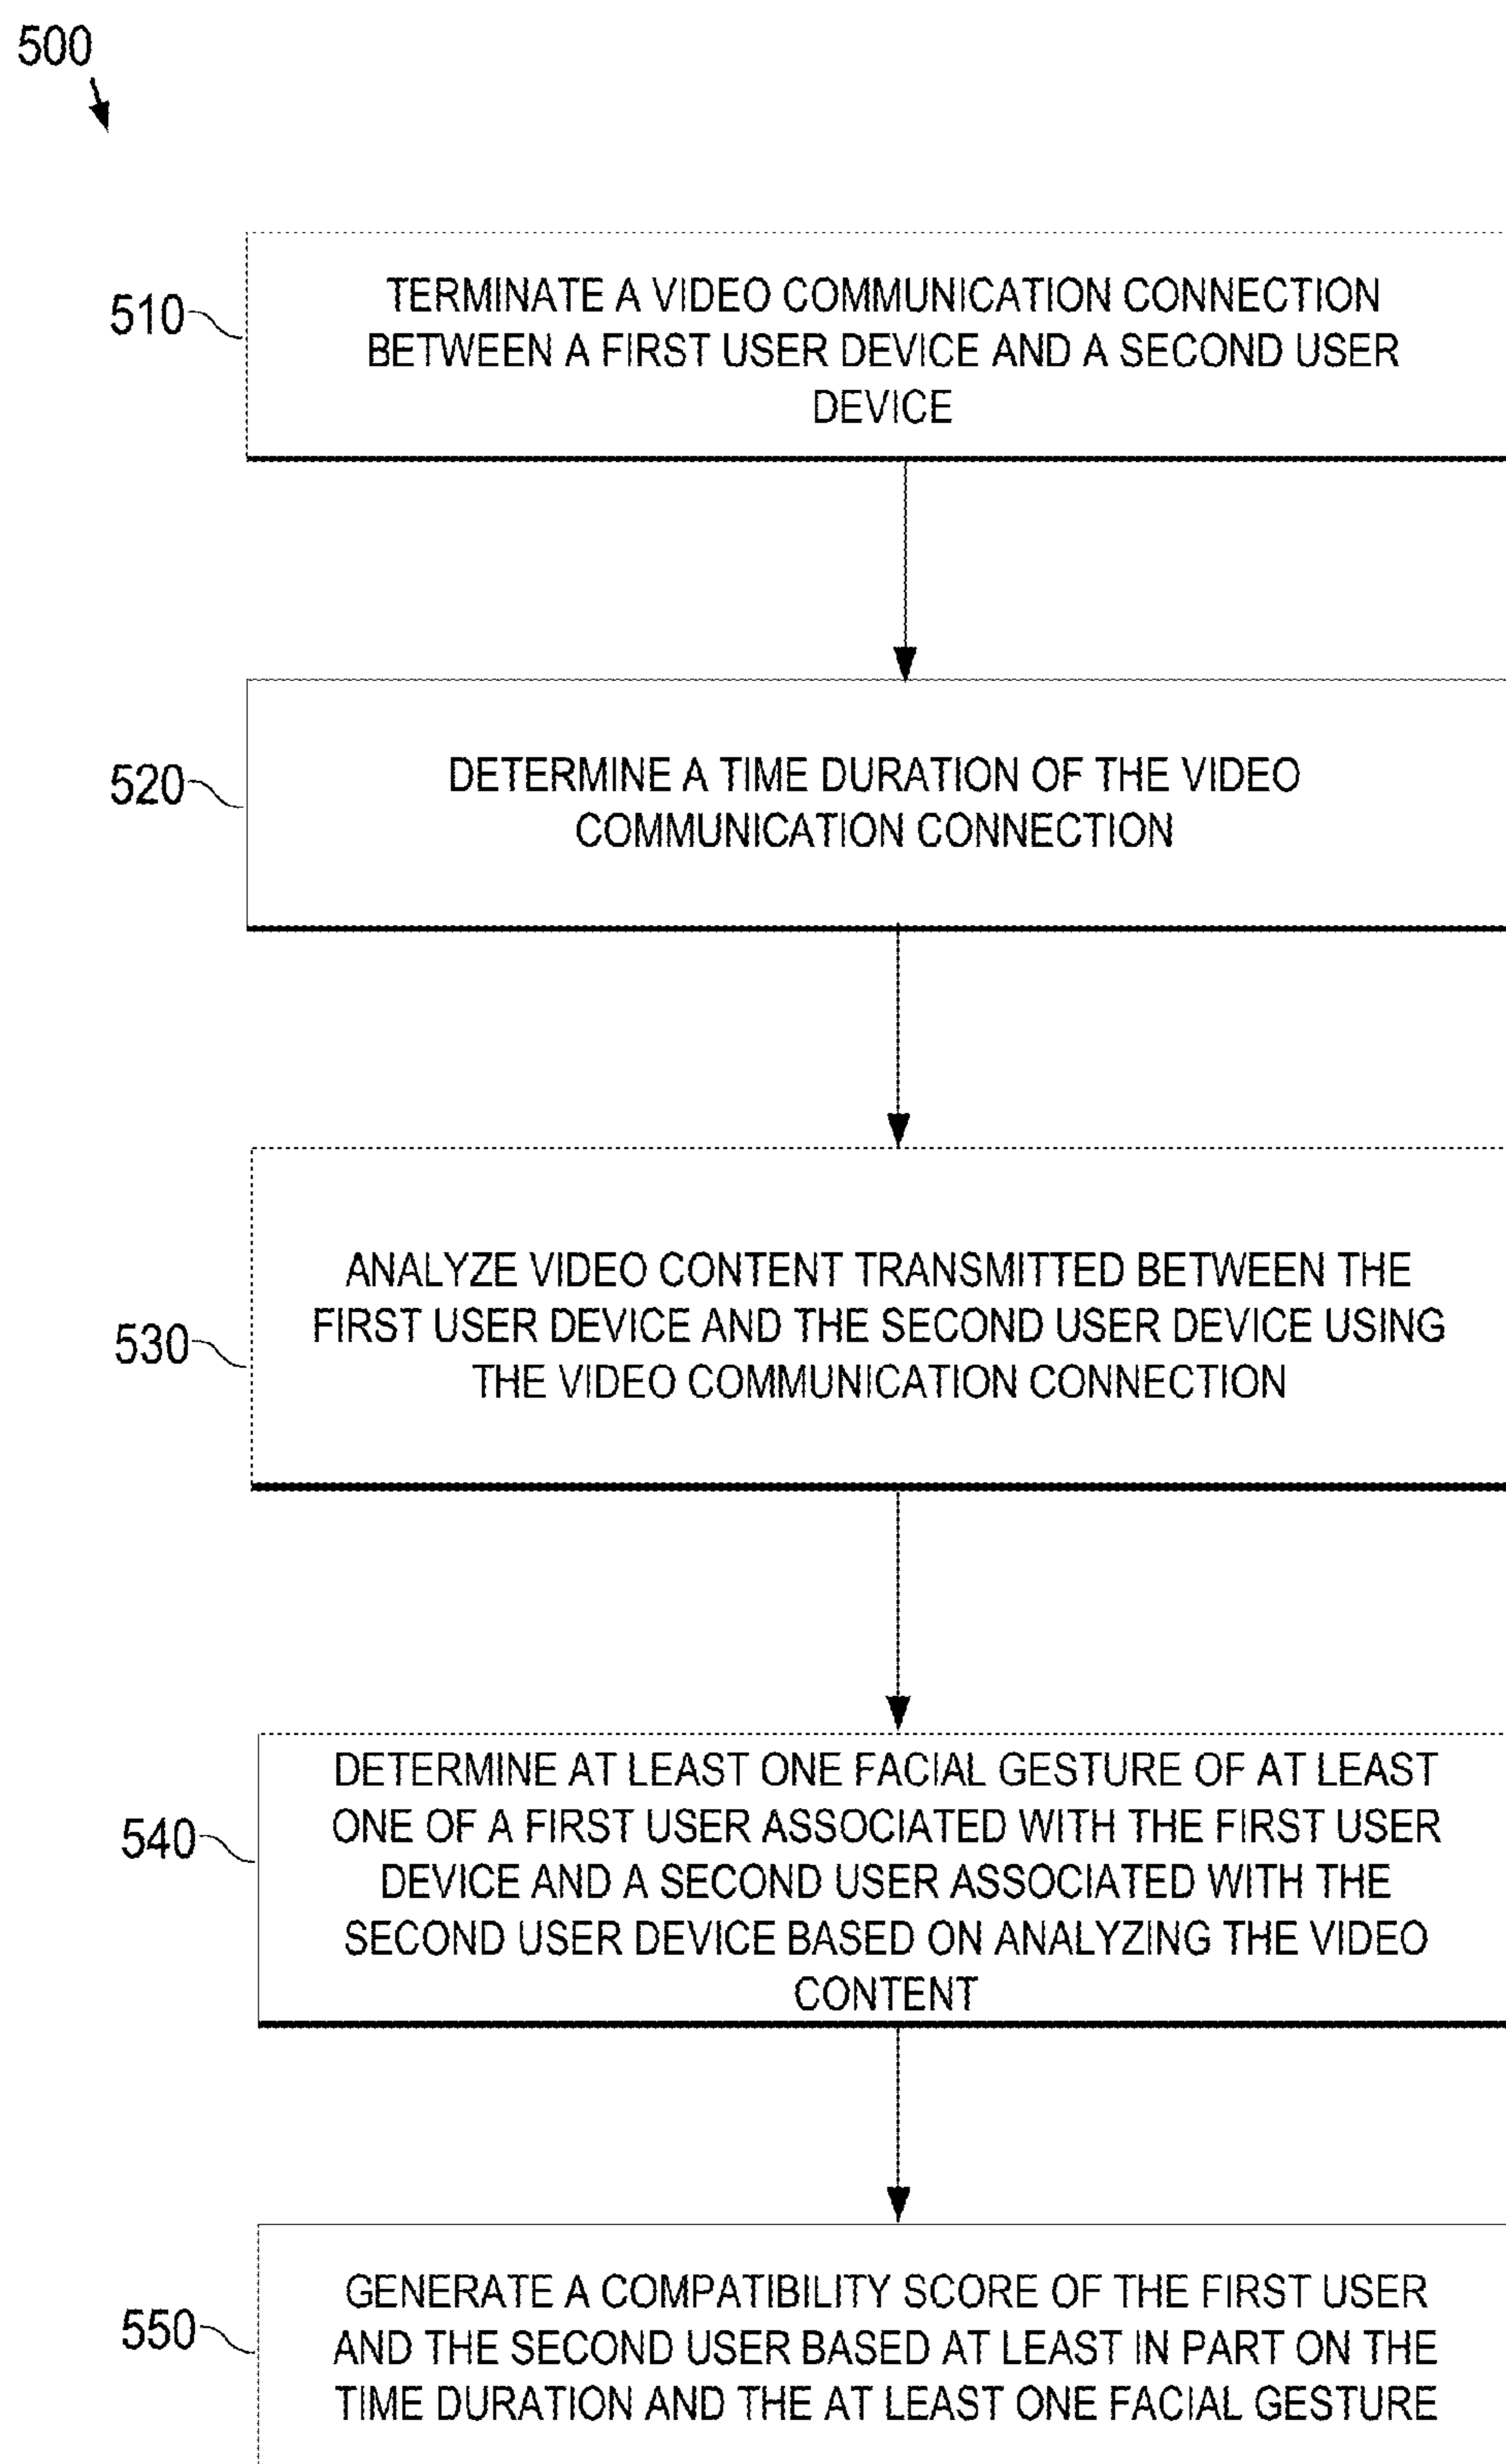 500
510
TERMINATE A VIDEO COMMUNICATION CONNECTION
BETWEEN A FIRST USER DEVICE AND A SECOND USER
DEVICE
520
DETERMINE A TIME DURATION OF THE VIDEO
COMMUNICATION CONNECTION
530
ANALYZE VIDEO CONTENT TRANSMITTED BETWEEN THE
FIRST USER DEVICE AND THE SECOND USER DEVICE USING
THE VIDEO COMMUNICATION CONNECTION
540
DETERMINE AT LEAST ONE FACIAL GESTURE OF AT LEAST
ONE OF A FIRST USER ASSOCIATED WITH THE FIRST USER
DEVICE AND A SECOND USER ASSOCIATED WITH THE
SECOND USER DEVICE BASED ON ANALYZING THE VIDEO
CONTENT
550
GENERATE A COMPATIBILITY SCORE OF THE FIRST USER
AND THE SECOND USER BASED AT LEAST IN PART ON THE
TIME DURATION AND THE AT LEAST ONE FACIAL GESTURE